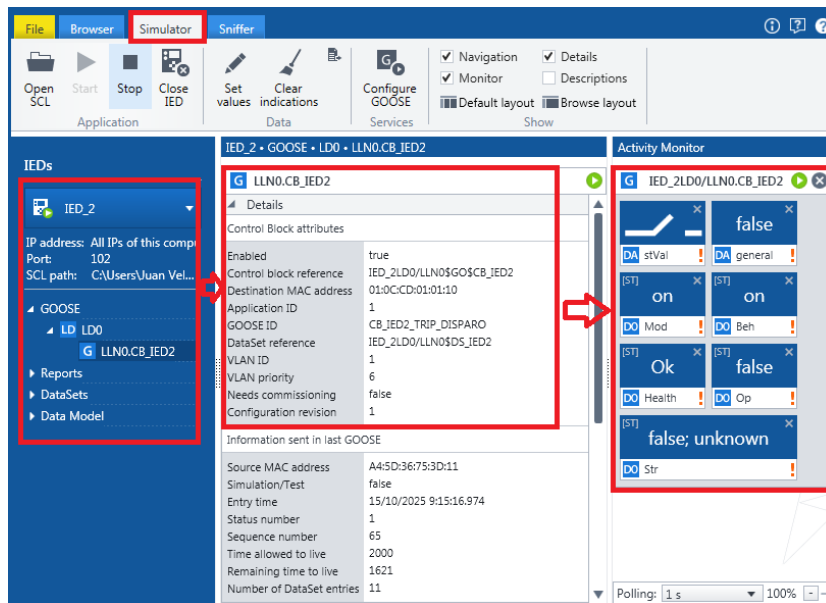 File Browser Simulator Sniffer
Open SCL
Start
Stop
Close IED
Application
Set values
Clear indications
Data
Configure GOOSE
Services
Navigation
Details
Monitor
Descriptions
Default layout
Browse layout
Show
IEDs
IED_2
IP address: All IPs of this compu
Port: 102
SCL path: C:\Users\Juan Vel...
GOOSE
LD LD0
G LLN0.CB_IED2
Reports
DataSets
Data Model
IED_2 • GOOSE • LD0 • LLN0.CB_IED2
G LLN0.CB_IED2
Details
Control Block attributes
Enabled true
Control block reference IED_2LD0/LLN0$GO$CB_IED2
Destination MAC address 01:0C:CD:01:01:10
Application ID 1
GOOSE ID CB_IED2_TRIP_DISPARO
DataSet reference IED_2LD0/LLN0$DS_IED2
VLAN ID 1
VLAN priority 6
Needs commissioning false
Configuration revision 1
Information sent in last GOOSE
Source MAC address A4:5D:36:75:3D:11
Simulation/Test false
Entry time 15/10/2025 9:15:16.974
Status number 1
Sequence number 65
Time allowed to live 2000
Remaining time to live 1621
Number of DataSet entries 11
Activity Monitor
G IED_2LD0/LLN0.CB_IED2
DA stVal !
false
DA general !
[ST] on
DO Mod !
[ST] on
DO Beh !
[ST] Ok
DO Health !
[ST] false
DO Op !
[ST] false; unknown
DO Str !
Polling: 1 s 100%